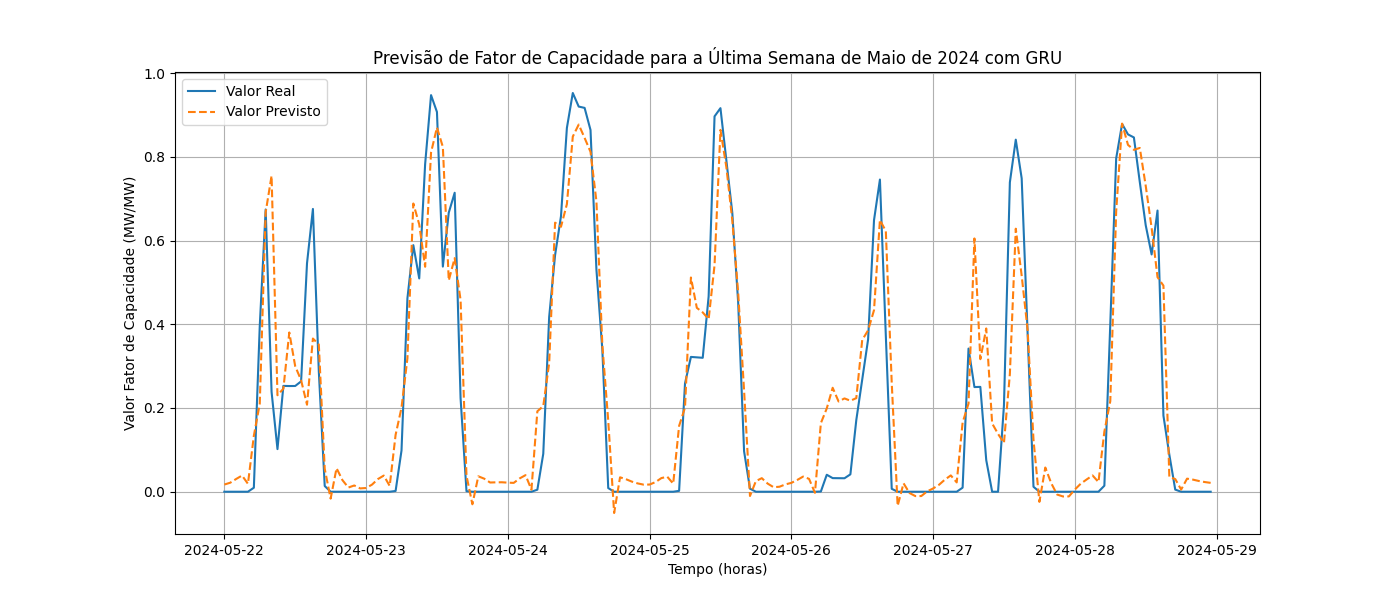 Previsão de Fator de Capacidade para a Última Semana de Maio de 2024 com GRU
Valor Real
Valor Previsto
Valor Fator de Capacidade (MW/MW)
1.0
0.8
0.6
0.4
0.2
0.0
2024-05-22 2024-05-23 2024-05-24 2024-05-25 2024-05-26 2024-05-27 2024-05-28 2024-05-29
Tempo (horas)